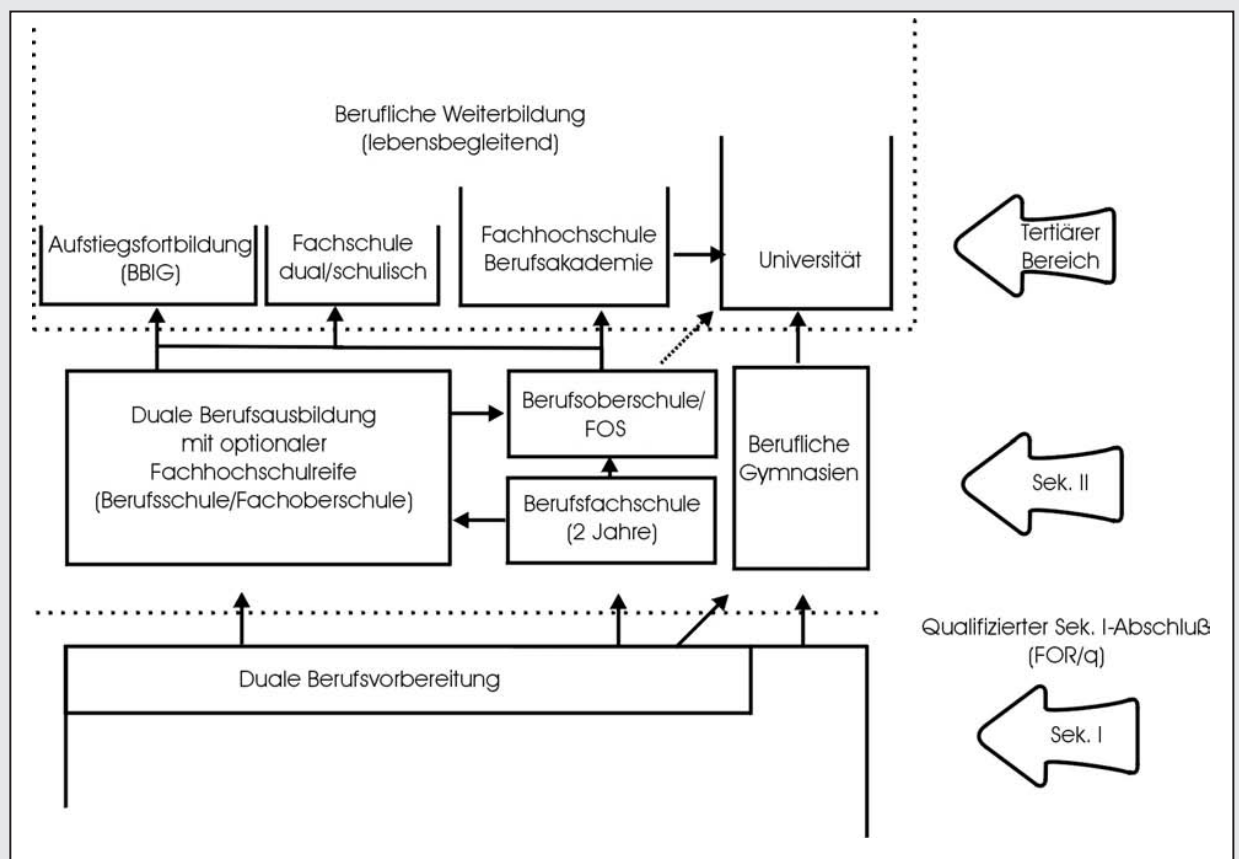 Berufliche Weiterbildung
(lebensbegleitend)
Aufstiegsfortbildung
(BBIG)
Fachschule
dual/schulisch
Fachhochschule
Berufsakademie
Universität
Tertiärer
Bereich
Duale Berufsausbildung
mit optionaler
Fachhochschulreife
(Berufsschule/Fachoberschule)
Berufsoberschule/
FOS
Berufsfachschule
(2 Jahre)
Berufliche
Gymnasien
Sek. II
Qualifizierter Sek. I-Abschluß
(FOR/q)
Duale Berufsvorbereitung
Sek. I